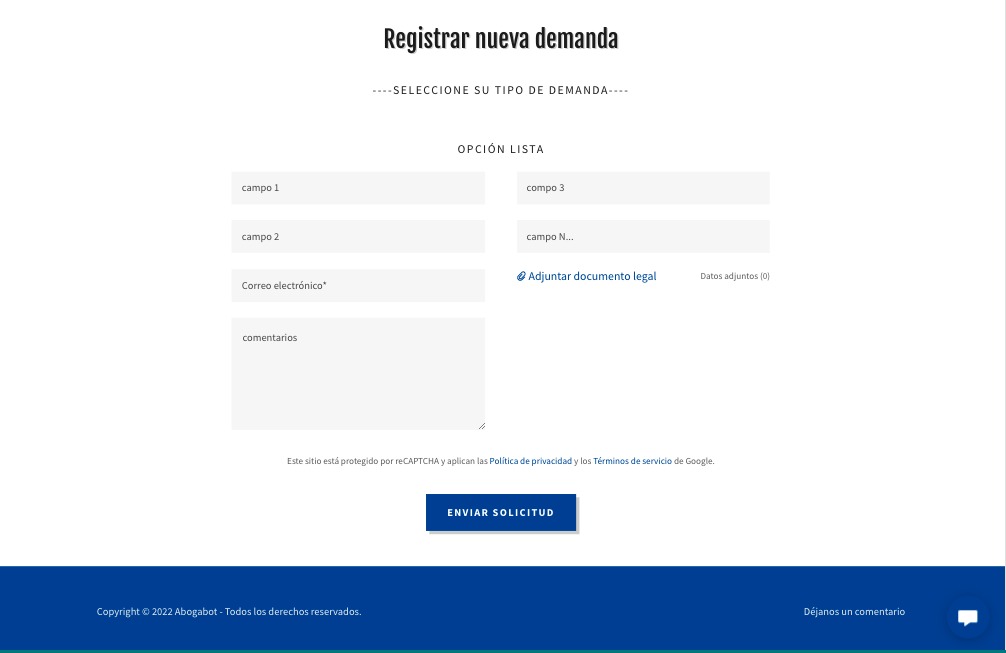 Registrar nueva demanda
----SELECCIONE SU TIPO DE DEMANDA----
OPCIÓN LISTA
campo 1
compo 3
campo 2
campo N...
Correo electrónico*
Adjuntar documento legal
Datos adjuntos (0)
comentarios
Este sitio está protegido por reCAPTCHA y aplican las Política de privacidad y los Términos de servicio de Google.
ENVIAR SOLICITUD
Copyright © 2022 Abogabot - Todos los derechos reservados.
Déjanos un comentario